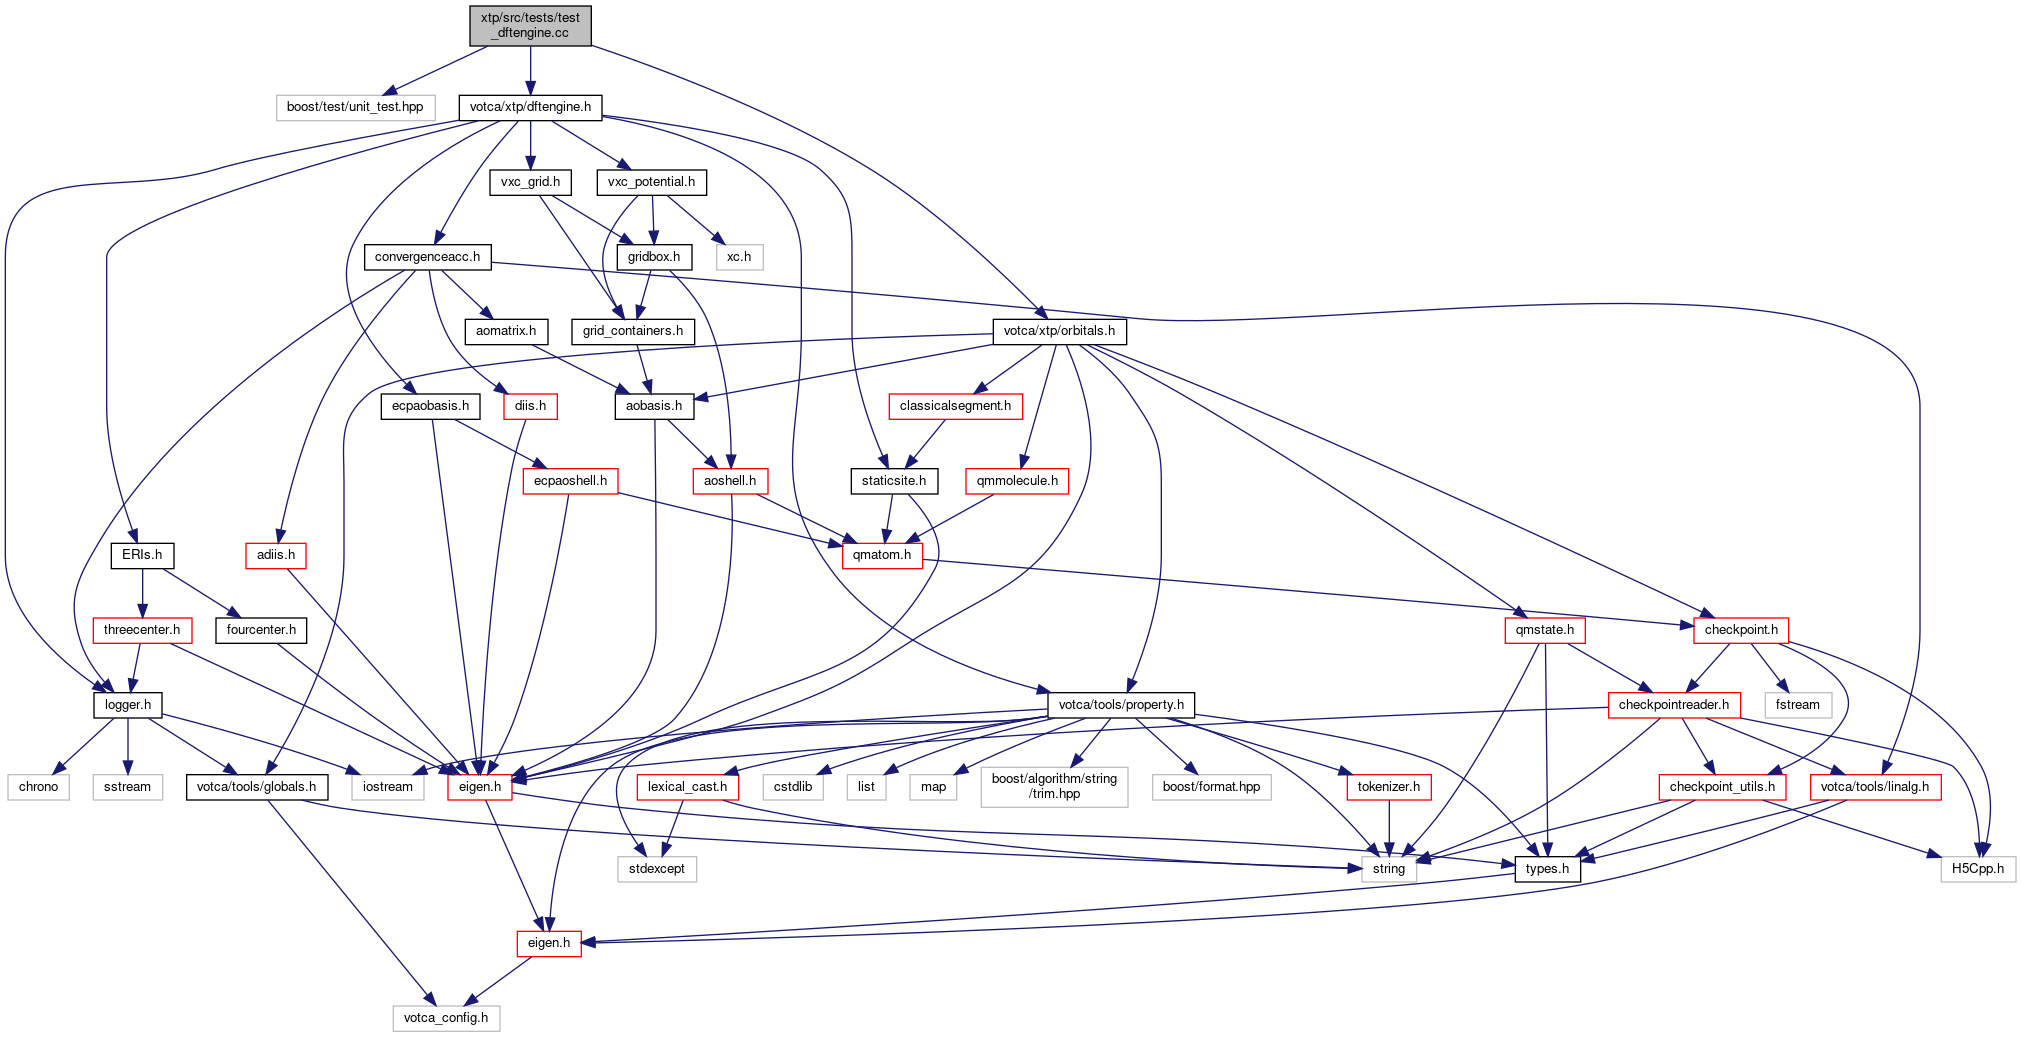 xtp/src/tests/test
_dftengine.cc
boost/test/unit_test.hpp
votca/xtp/dftengine.h
vxc_grid.h
vxc_potential.h
convergenceacc.h
gridbox.h
xc.h
aomatrix.h
grid_containers.h
votca/xtp/orbitals.h
ecpaobasis.h
diis.h
aobasis.h
classicalsegment.h
ecpaoshell.h
aoshell.h
staticsite.h
qmmolecule.h
ERIs.h
adiis.h
qmatom.h
threecenter.h
fourcenter.h
qmstate.h
checkpoint.h
logger.h
votca/tools/property.h
checkpointreader.h
fstream
chrono
sstream
votca/tools/globals.h
iostream
eigen.h
lexical_cast.h
cstdlib
list
map
boost/algorithm/string
/trim.hpp
boost/format.hpp
tokenizer.h
checkpoint_utils.h
votca/tools/linalg.h
stdexcept
string
types.h
H5Cpp.h
eigen.h
votca_config.h